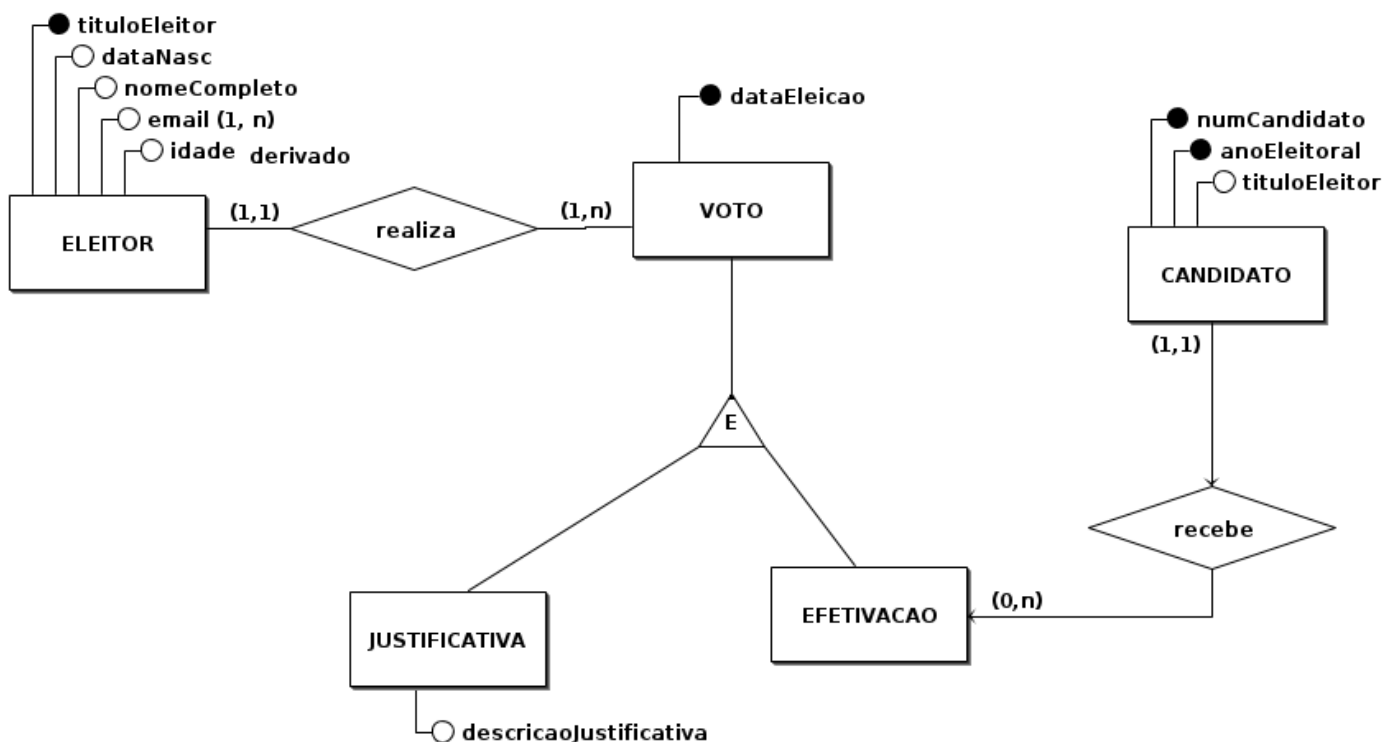 tituloEleitor
dataNasc
nomeCompleto
email (1, n)
idade derivado
dataEleicao
numCandidato
anoEleitoral
tituloEleitor
ELEITOR
(1,1)
realiza
(1,n)
VOTO
CANDIDATO
(1,1)
E
recebe
JUSTIFICATIVA
EFETIVACAO
(0,n)
descricaoJustificativa